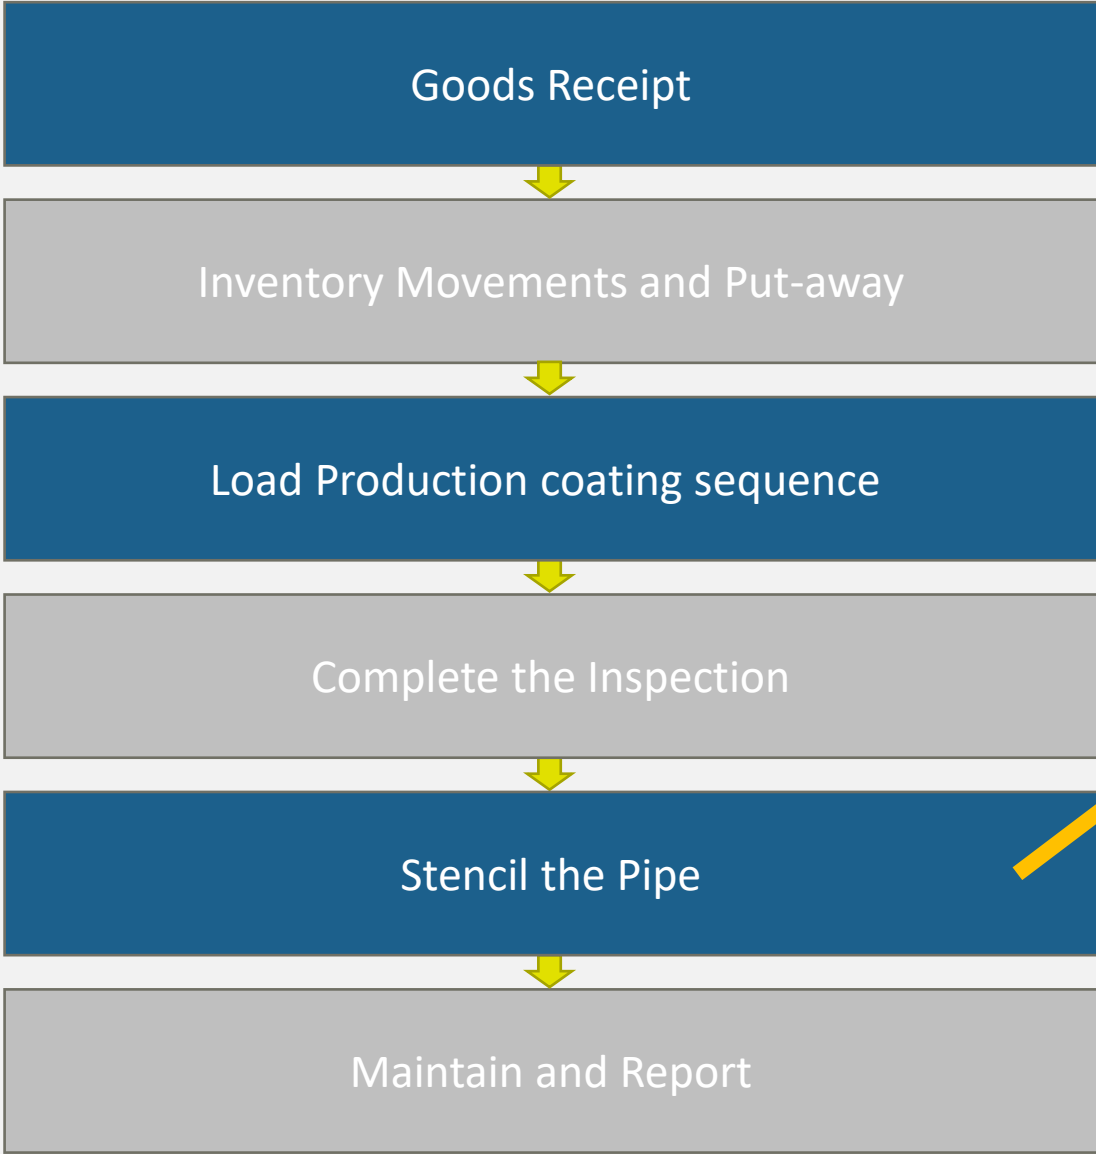 Goods Receipt
Inventory Movements and Put-away
Load Production coating sequence
Complete the Inspection
Stencil the Pipe
Maintain and Report